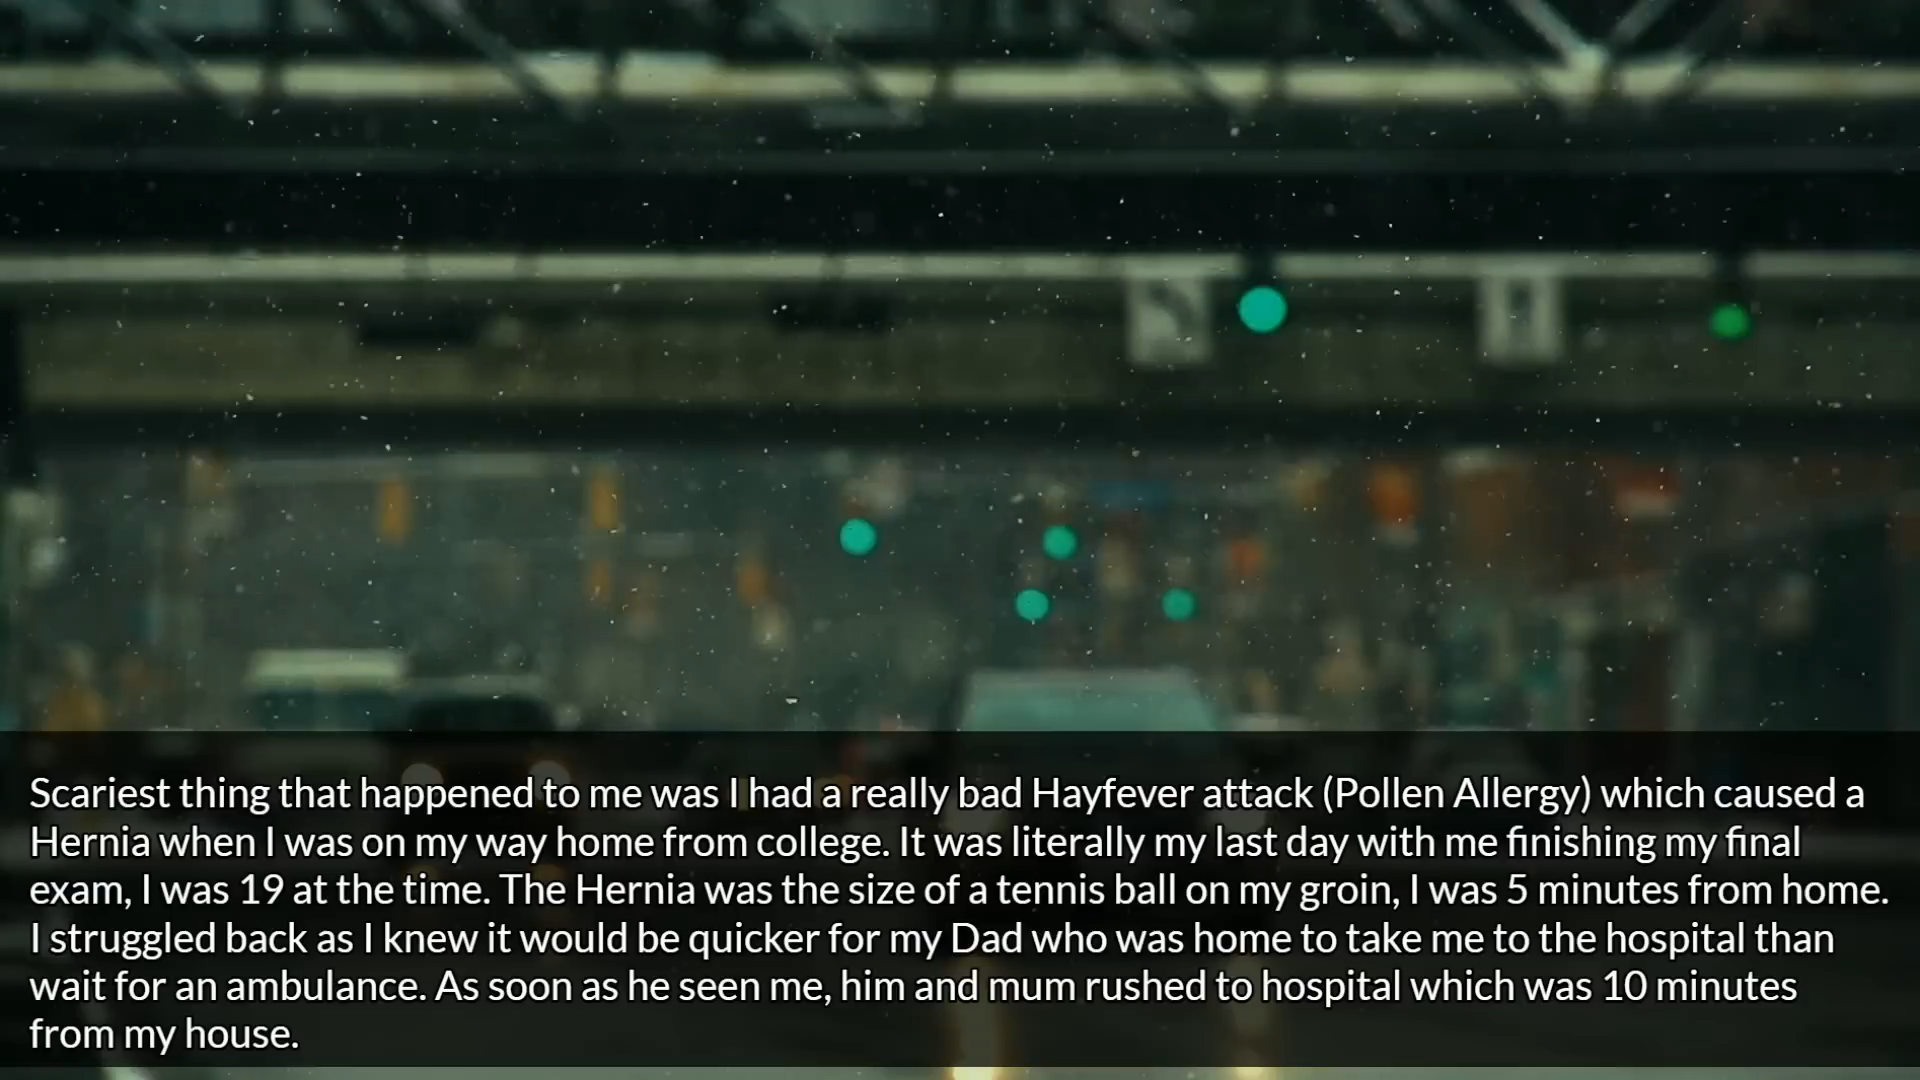 Scariest thing that happened to me was I had a really bad Hayfever attack (Pollen Allergy) which caused a
Hernia when I was on my way home from college. It was literally my last day with me finishing my final
exam, I was 19 at the time. The Hernia was the size of a tennis ball on my groin, I was 5 minutes from home.
I struggled back as I knew it would be quicker for my Dad who was home to take me to the hospital than
wait for an ambulance. As soon as he seen me, him and mum rushed to hospital which was 10 minutes
from my house.